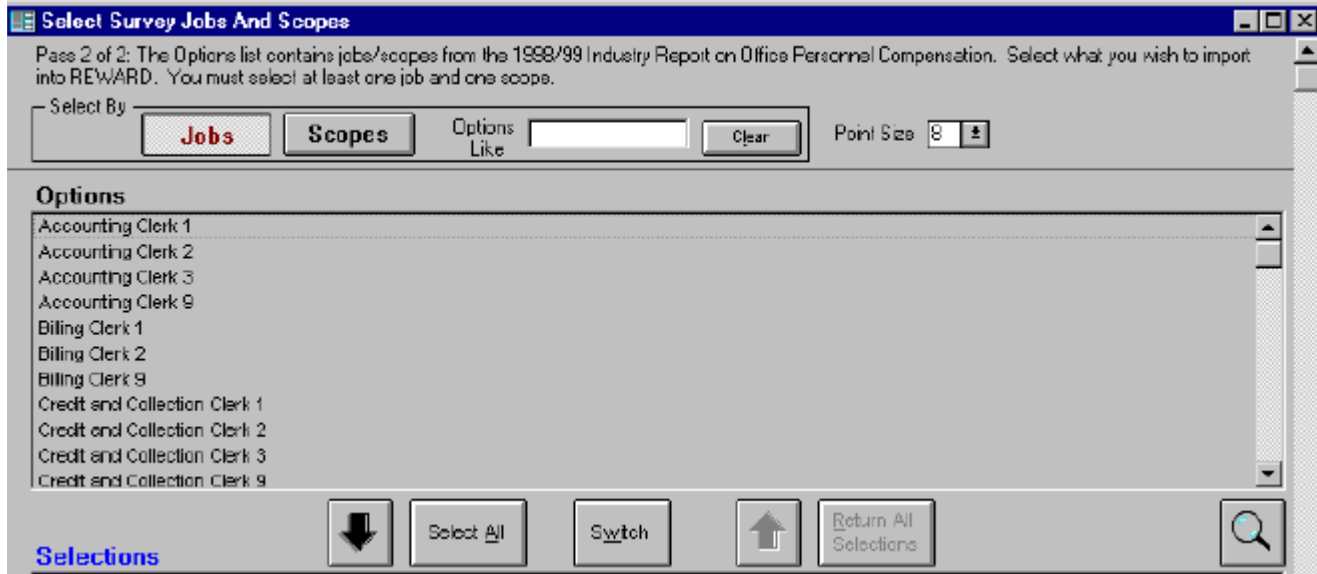 Select Survey Jobs And Scopes
Pass 2 of 2: The Options list contains jobs/scopes from the 1998/99 Industry Report on Office Personnel Compensation. Select what you wish to import
into REWARD. You must select at least one job and one scope.
Select By
Jobs
Scopes
Options
Like
Clear
Point Size 8
Options
Accounting Clerk 1
Accounting Clerk 2
Accounting Clerk 3
Accounting Clerk 9
Billing Clerk 1
Billing Clerk 2
Billing Clerk 9
Credit and Collection Clerk 1
Credit and Collection Clerk 2
Credit and Collection Clerk 3
Credit and Collection Clerk 9
Select All
Switch
Return All
Selections
Selections